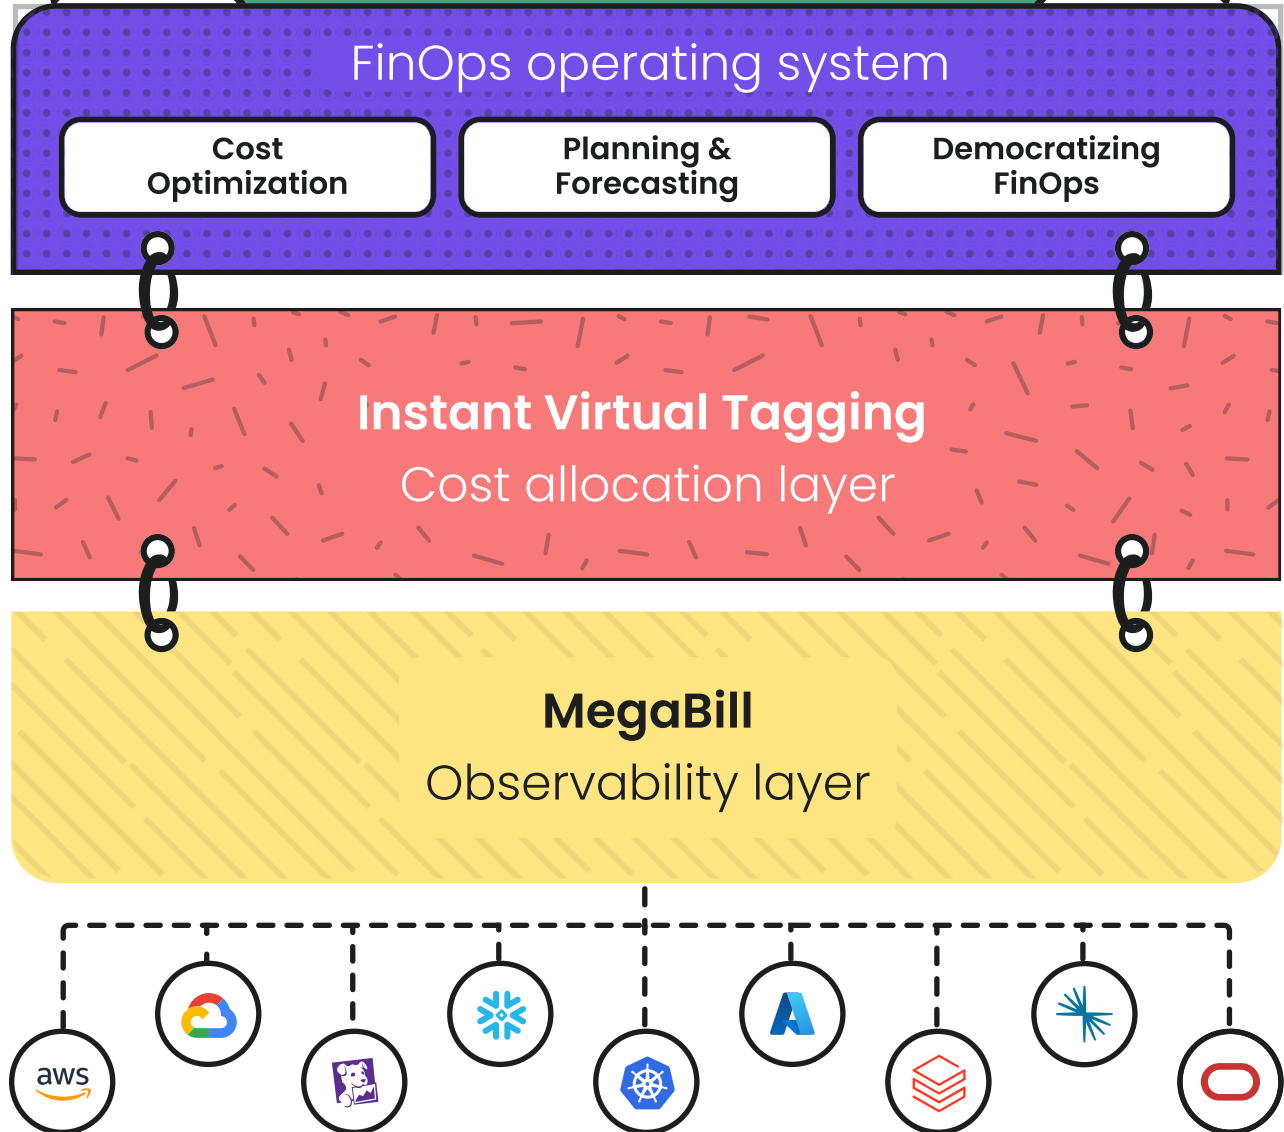 FinOps operating system
Cost
Optimization
Planning &
Forecasting
Democratizing
FinOps
Instant Virtual Tagging
Cost allocation layer
MegaBill
Observability layer
aws